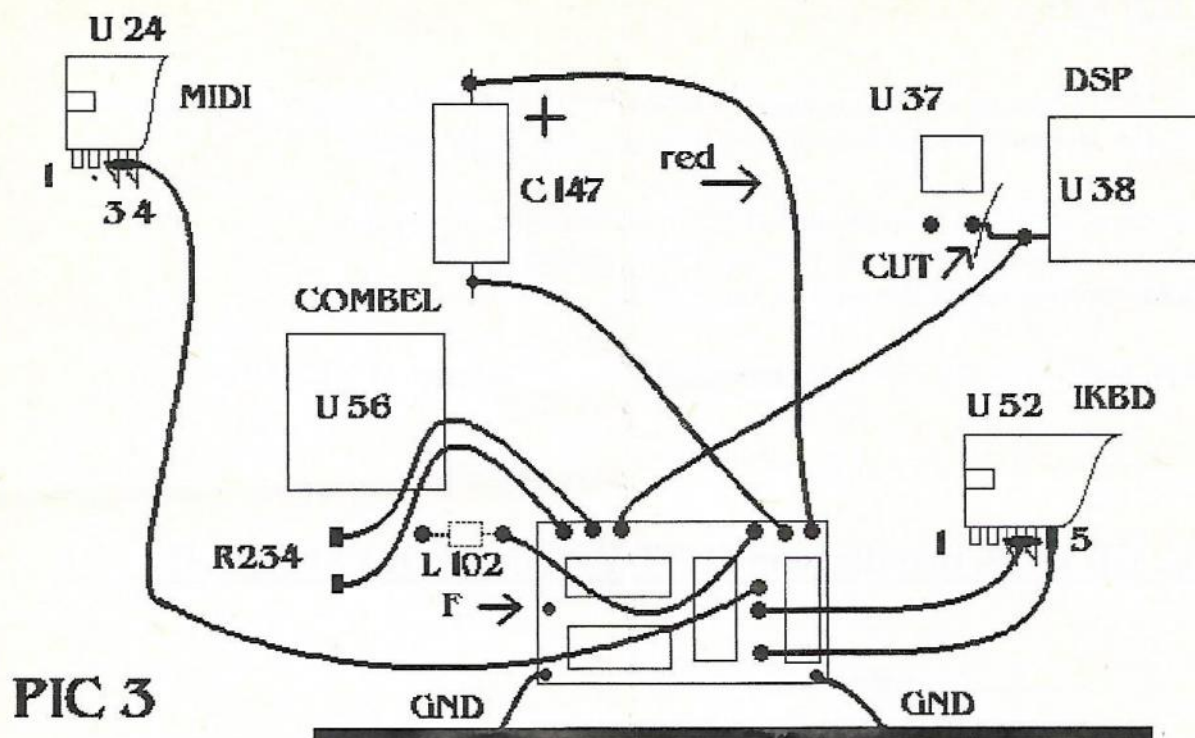 U 24
MIDI
1
3 4
+
C 147
red
U 37
DSP
U 38
CUT
COMBEL
U 56
R234
L 102
F
U 52
IKBD
1
5
GND
GND
PIC 3